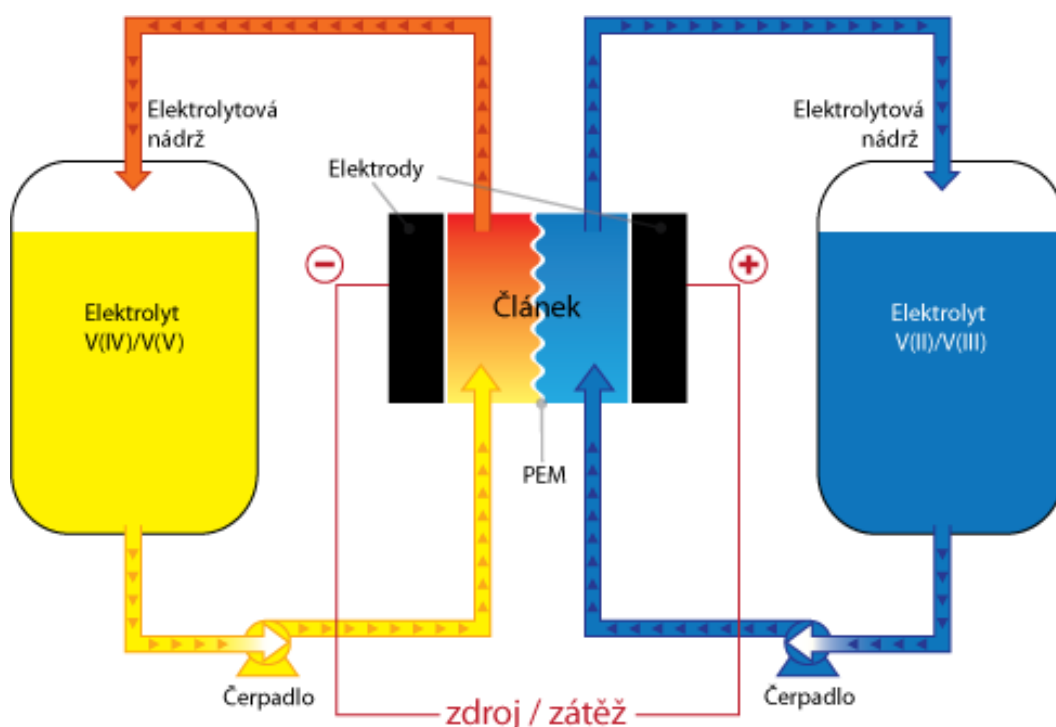 Elektrolytová
nádrž
Elektrolytová
nádrž
Elektrody
−
+
Elektrolyt
V(IV)/V(V)
Článek
Elektrolyt
V(II)/V(III)
PEM
Čerpadlo
Čerpadlo
zdroj / zátěž